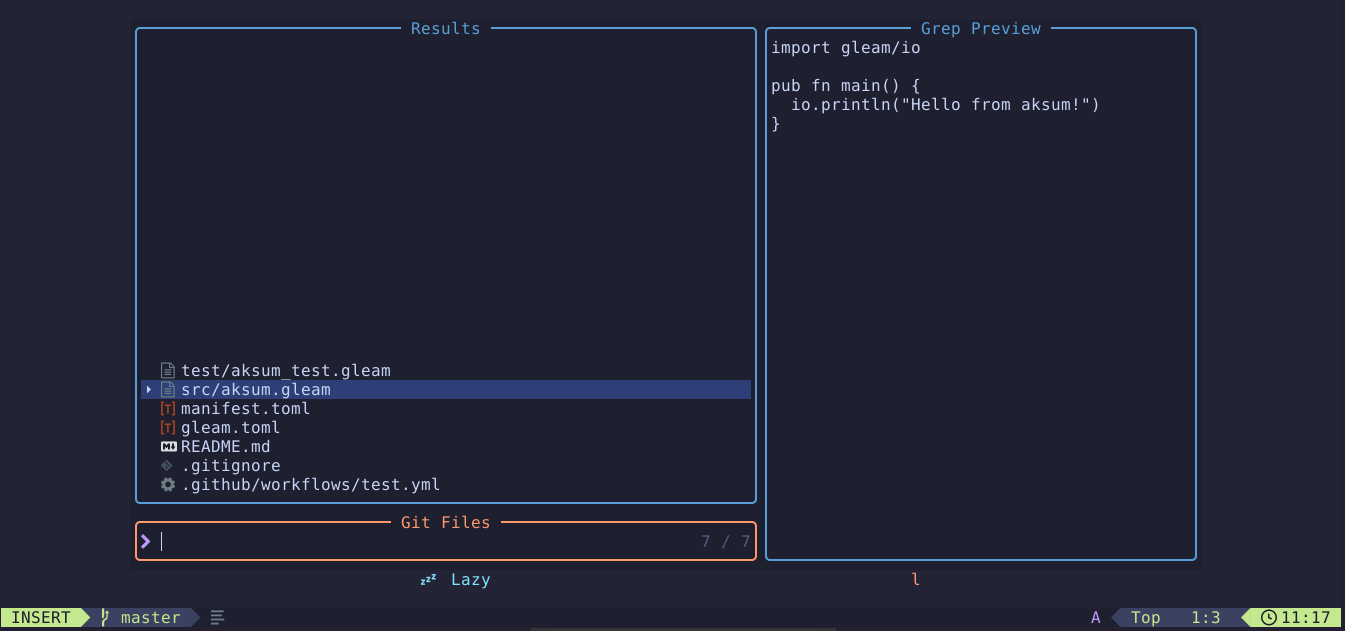 Results
test/aksum_test.gleam
src/aksum.gleam
[T] manifest.toml
[T] gleam.toml
README.md
.gitignore
.github/workflows/test.yml
Git Files
7 / 7
Grep Preview
import gleam/io
pub fn main() {
  io.println("Hello from aksum!")
}
zzz Lazy
l
INSERT master A Top 1:3 11:17